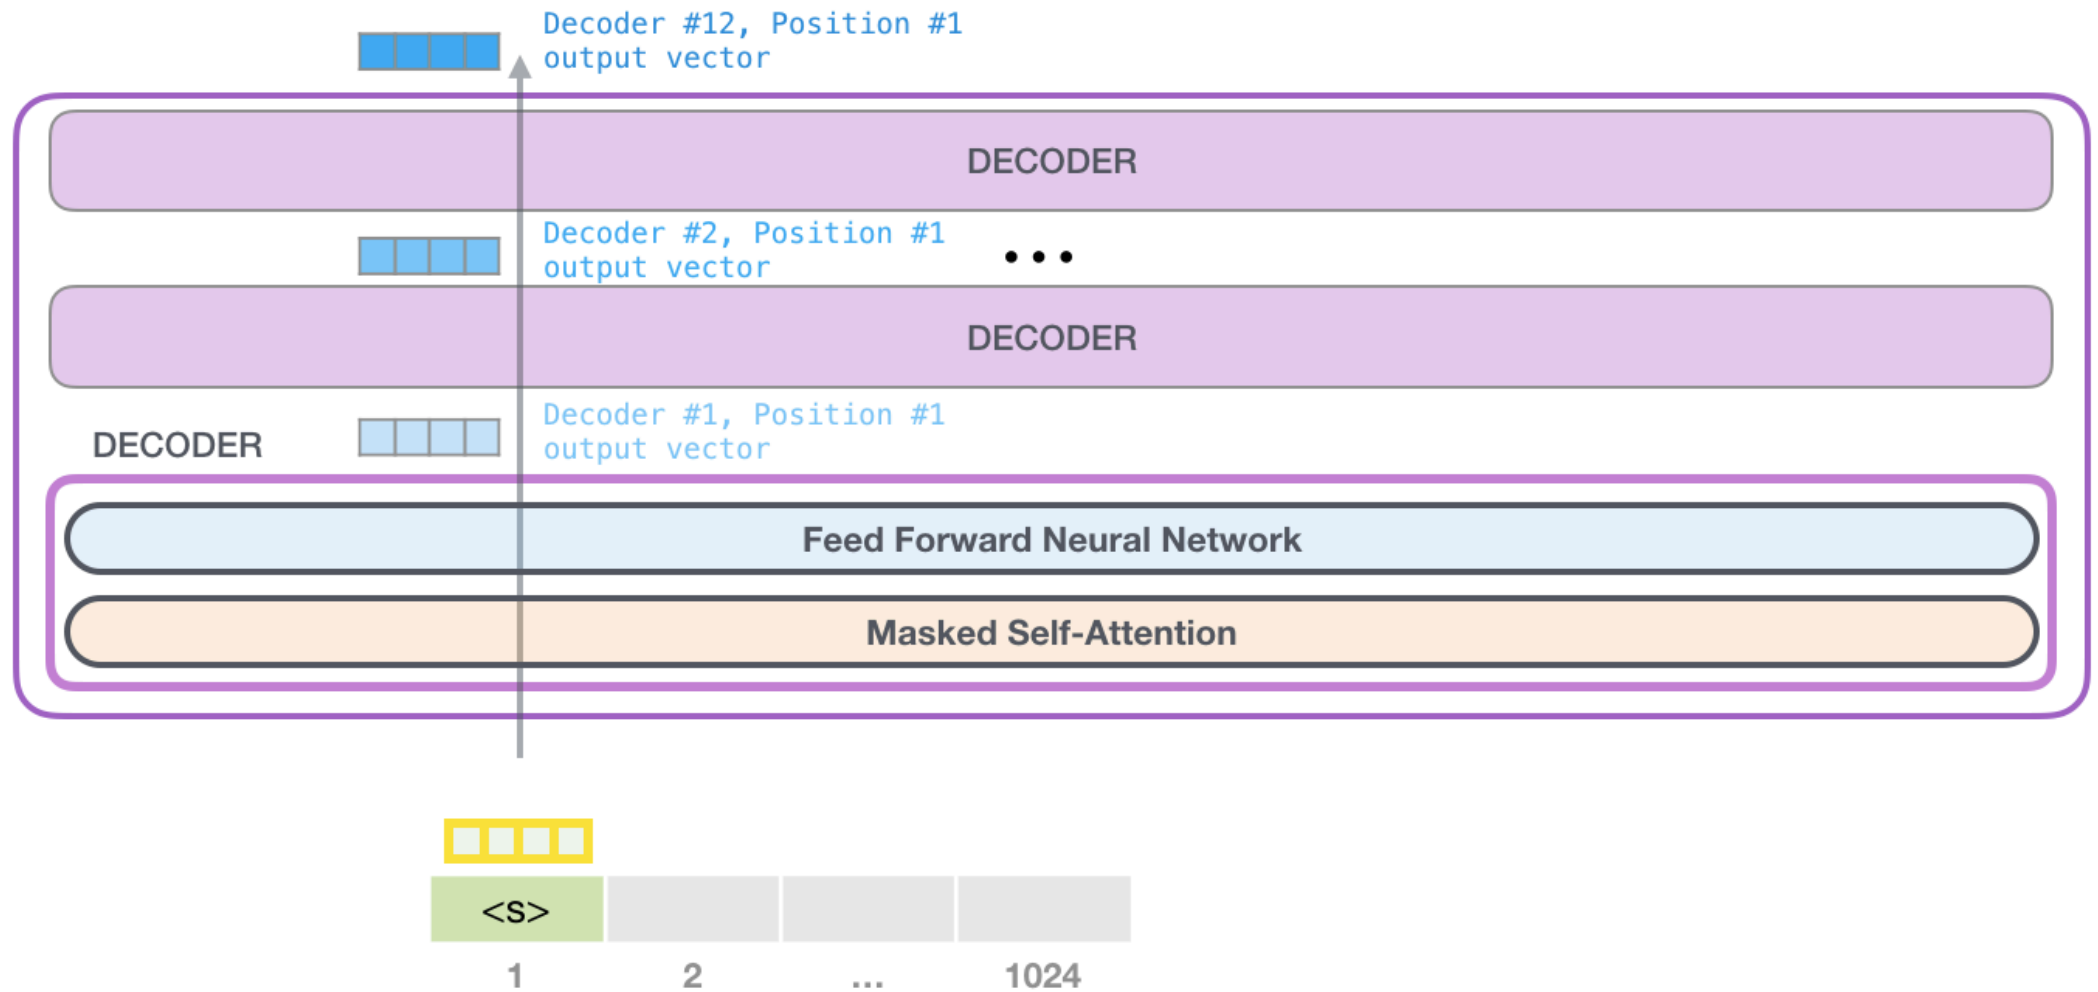 Decoder #12, Position #1
output vector
DECODER
Decoder #2, Position #1
output vector
...
DECODER
Decoder #1, Position #1
output vector
DECODER
Feed Forward Neural Network
Masked Self-Attention
<s>
1 2 ... 1024